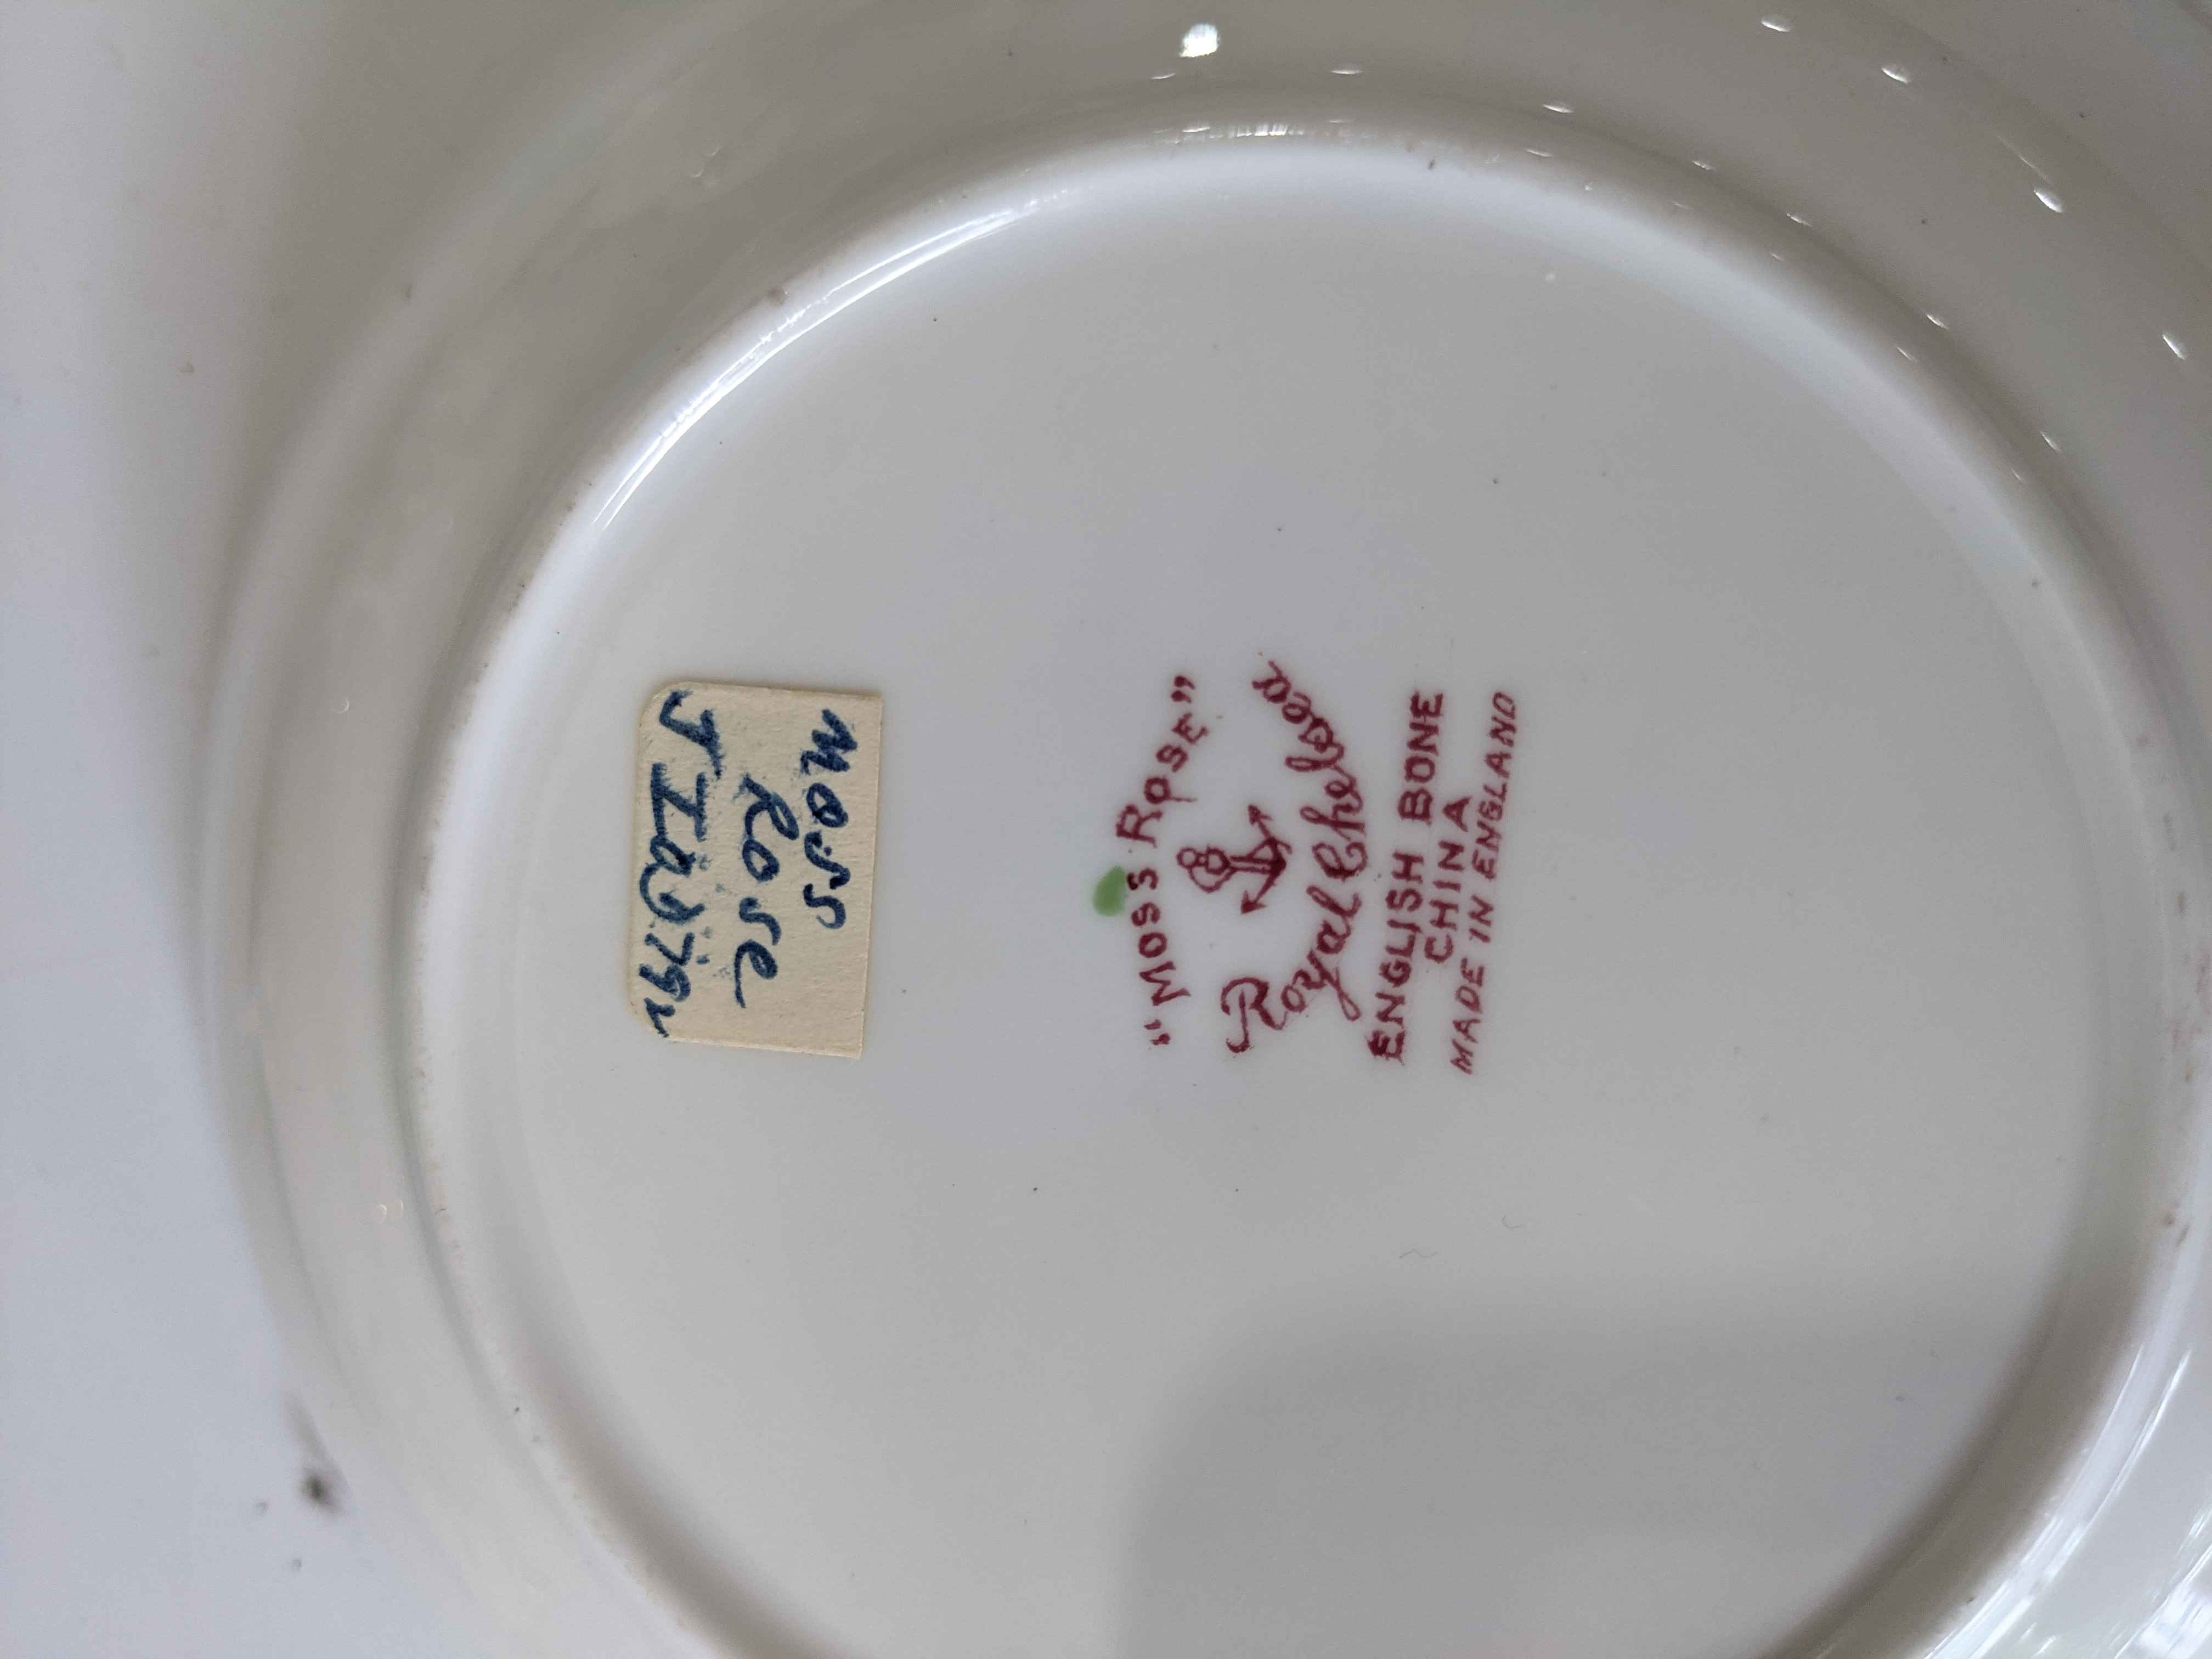 "MOSS ROSE"
Royal Chelsea
ENGLISH BONE
CHINA
MADE IN ENGLAND
Moss
Rose